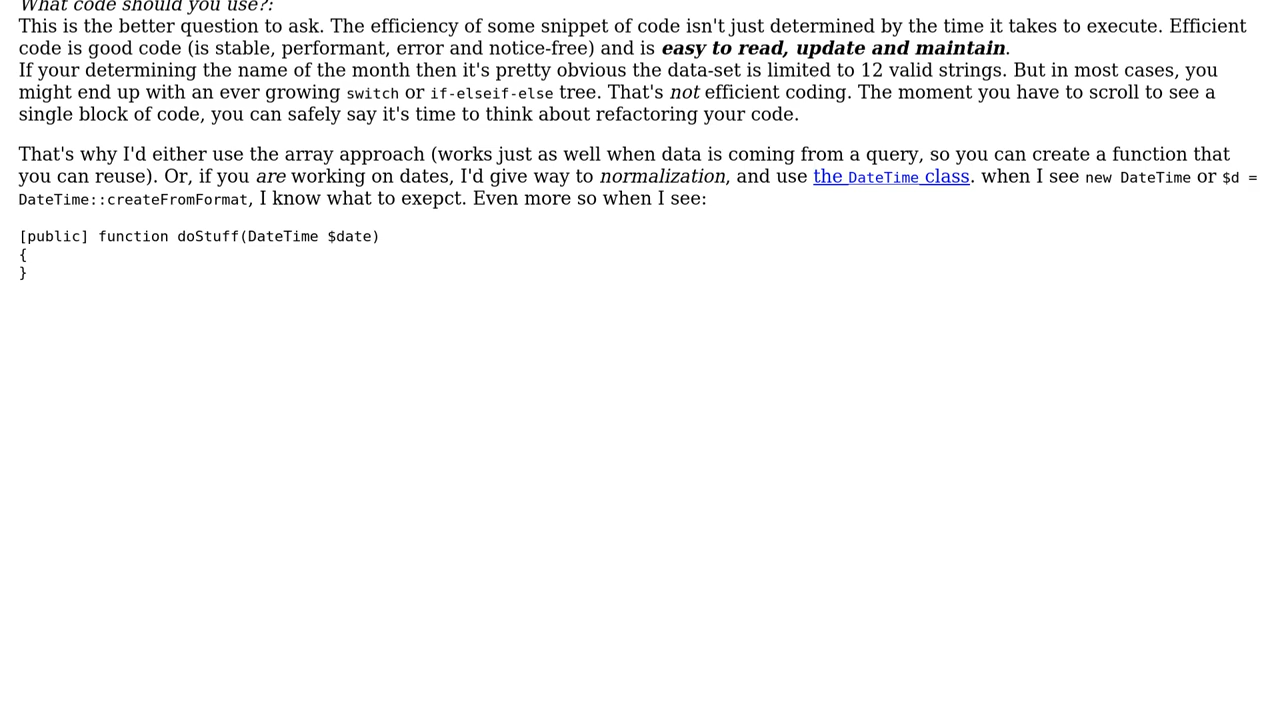 What code should you use?:
This is the better question to ask. The efficiency of some snippet of code isn't just determined by the time it takes to execute. Efficient
code is good code (is stable, performant, error and notice-free) and is easy to read, update and maintain.
If your determining the name of the month then it's pretty obvious the data-set is limited to 12 valid strings. But in most cases, you
might end up with an ever growing switch or if-elseif-else tree. That's not efficient coding. The moment you have to scroll to see a
single block of code, you can safely say it's time to think about refactoring your code.
That's why I'd either use the array approach (works just as well when data is coming from a query, so you can create a function that
you can reuse). Or, if you are working on dates, I'd give way to normalization, and use the DateTime class. when I see new DateTime or $d =
DateTime::createFromFormat, I know what to exepct. Even more so when I see:
[public] function doStuff(DateTime $date)
{
}